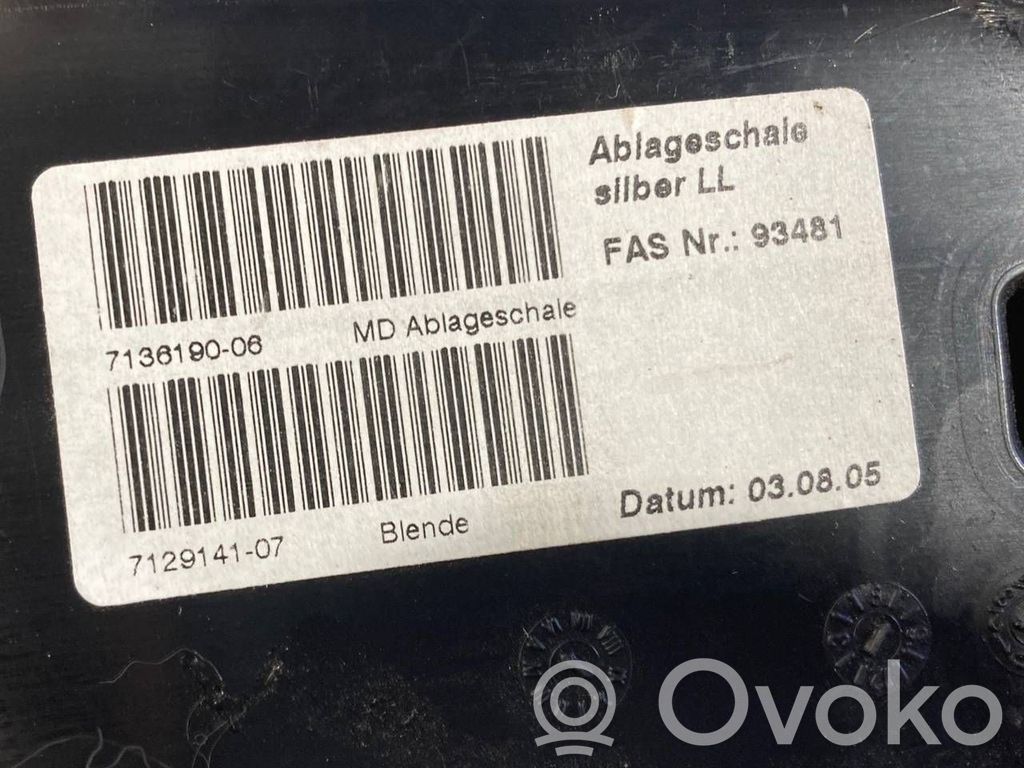 Ablageschale
silber LL
FAS Nr.: 93481
7136190-06 MD Ablageschale
7129141-07 Blende
Datum: 03.08.05
Ovoko